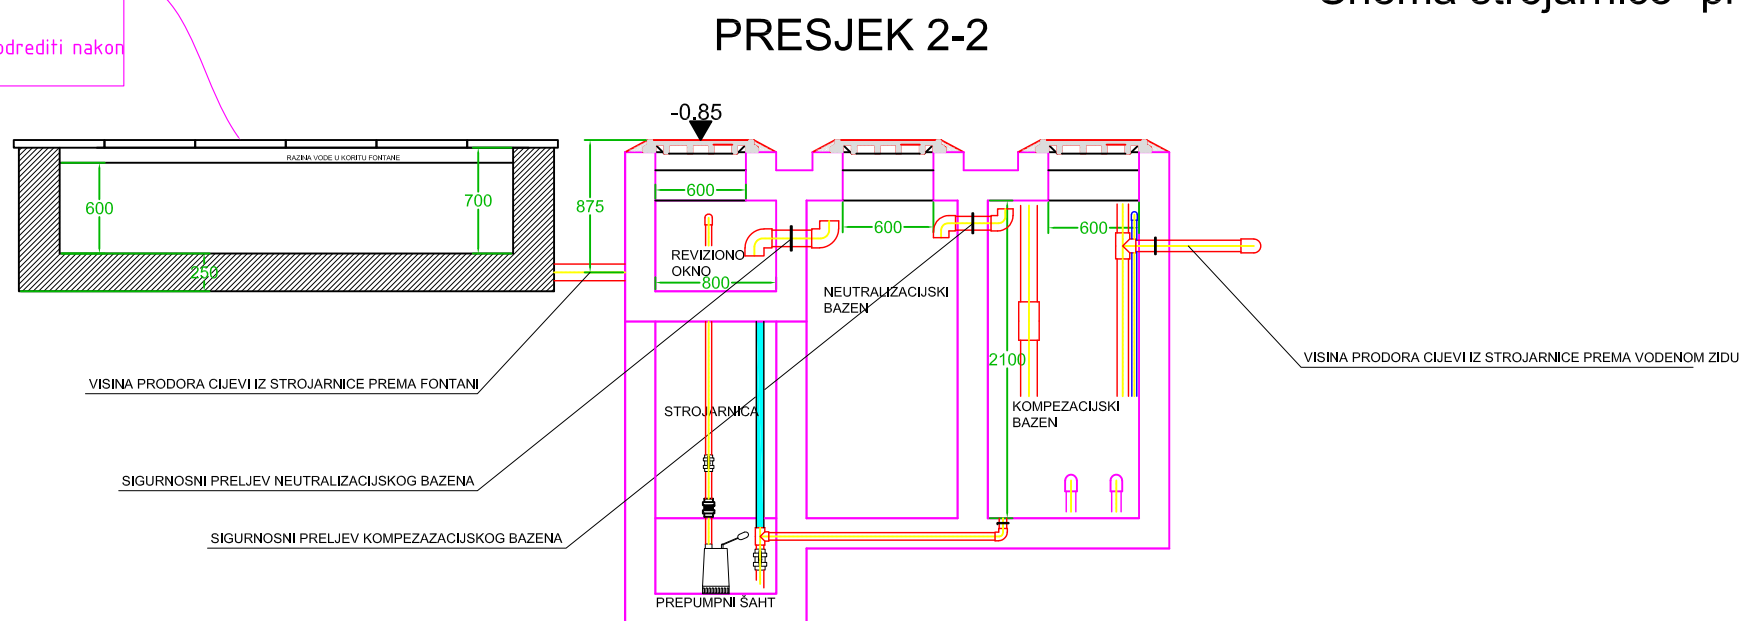 Shema strojarnice
PRESJEK 2-2
odrediti nakon
-0.85
RAZINA VODE U KORITU FONTANE
600
700
875
250
600
REVIZIONO
OKNO
800
600
600
NEUTRALIZACIJSKI
BAZEN
2100
VISINA PRODORA CIJEVI IZ STROJARNICE PREMA VODENOM ZIDU
VISINA PRODORA CIJEVI IZ STROJARNICE PREMA FONTANI
STROJARNICA
KOMPEZACIJSKI
BAZEN
SIGURNOSNI PRELJEV NEUTRALIZACIJSKOG BAZENA
SIGURNOSNI PRELJEV KOMPEZAZACIJSKOG BAZENA
PREPUMPNI ŠAHT